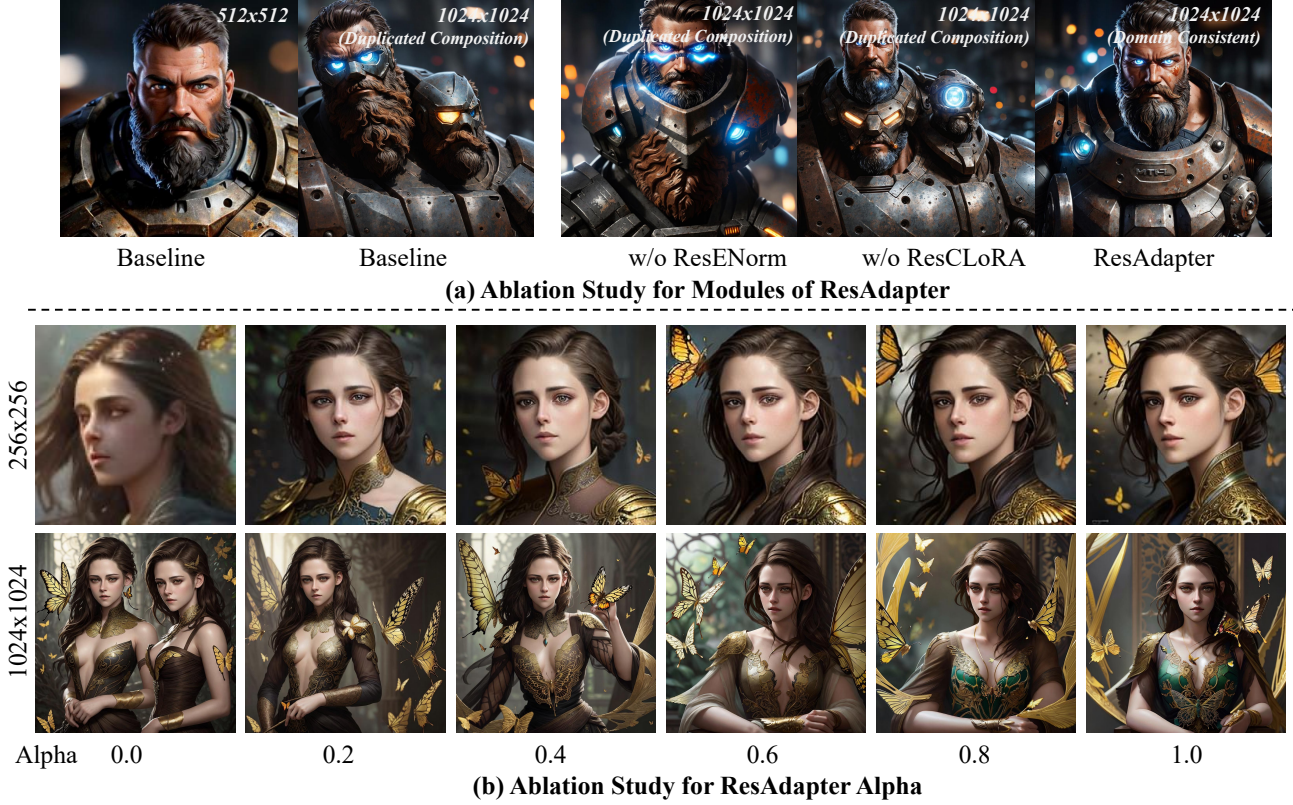 512x512
1024x1024
(Duplicated Composition)
1024x1024
(Duplicated Composition)
1024x1024
(Duplicated Composition)
1024x1024
(Domain Consistent)
Baseline
Baseline
w/o ResENorm
w/o ResCLoRA
ResAdapter
(a) Ablation Study for Modules of ResAdapter
256x256
1024x1024
Alpha 0.0 0.2 0.4 0.6 0.8 1.0
(b) Ablation Study for ResAdapter Alpha